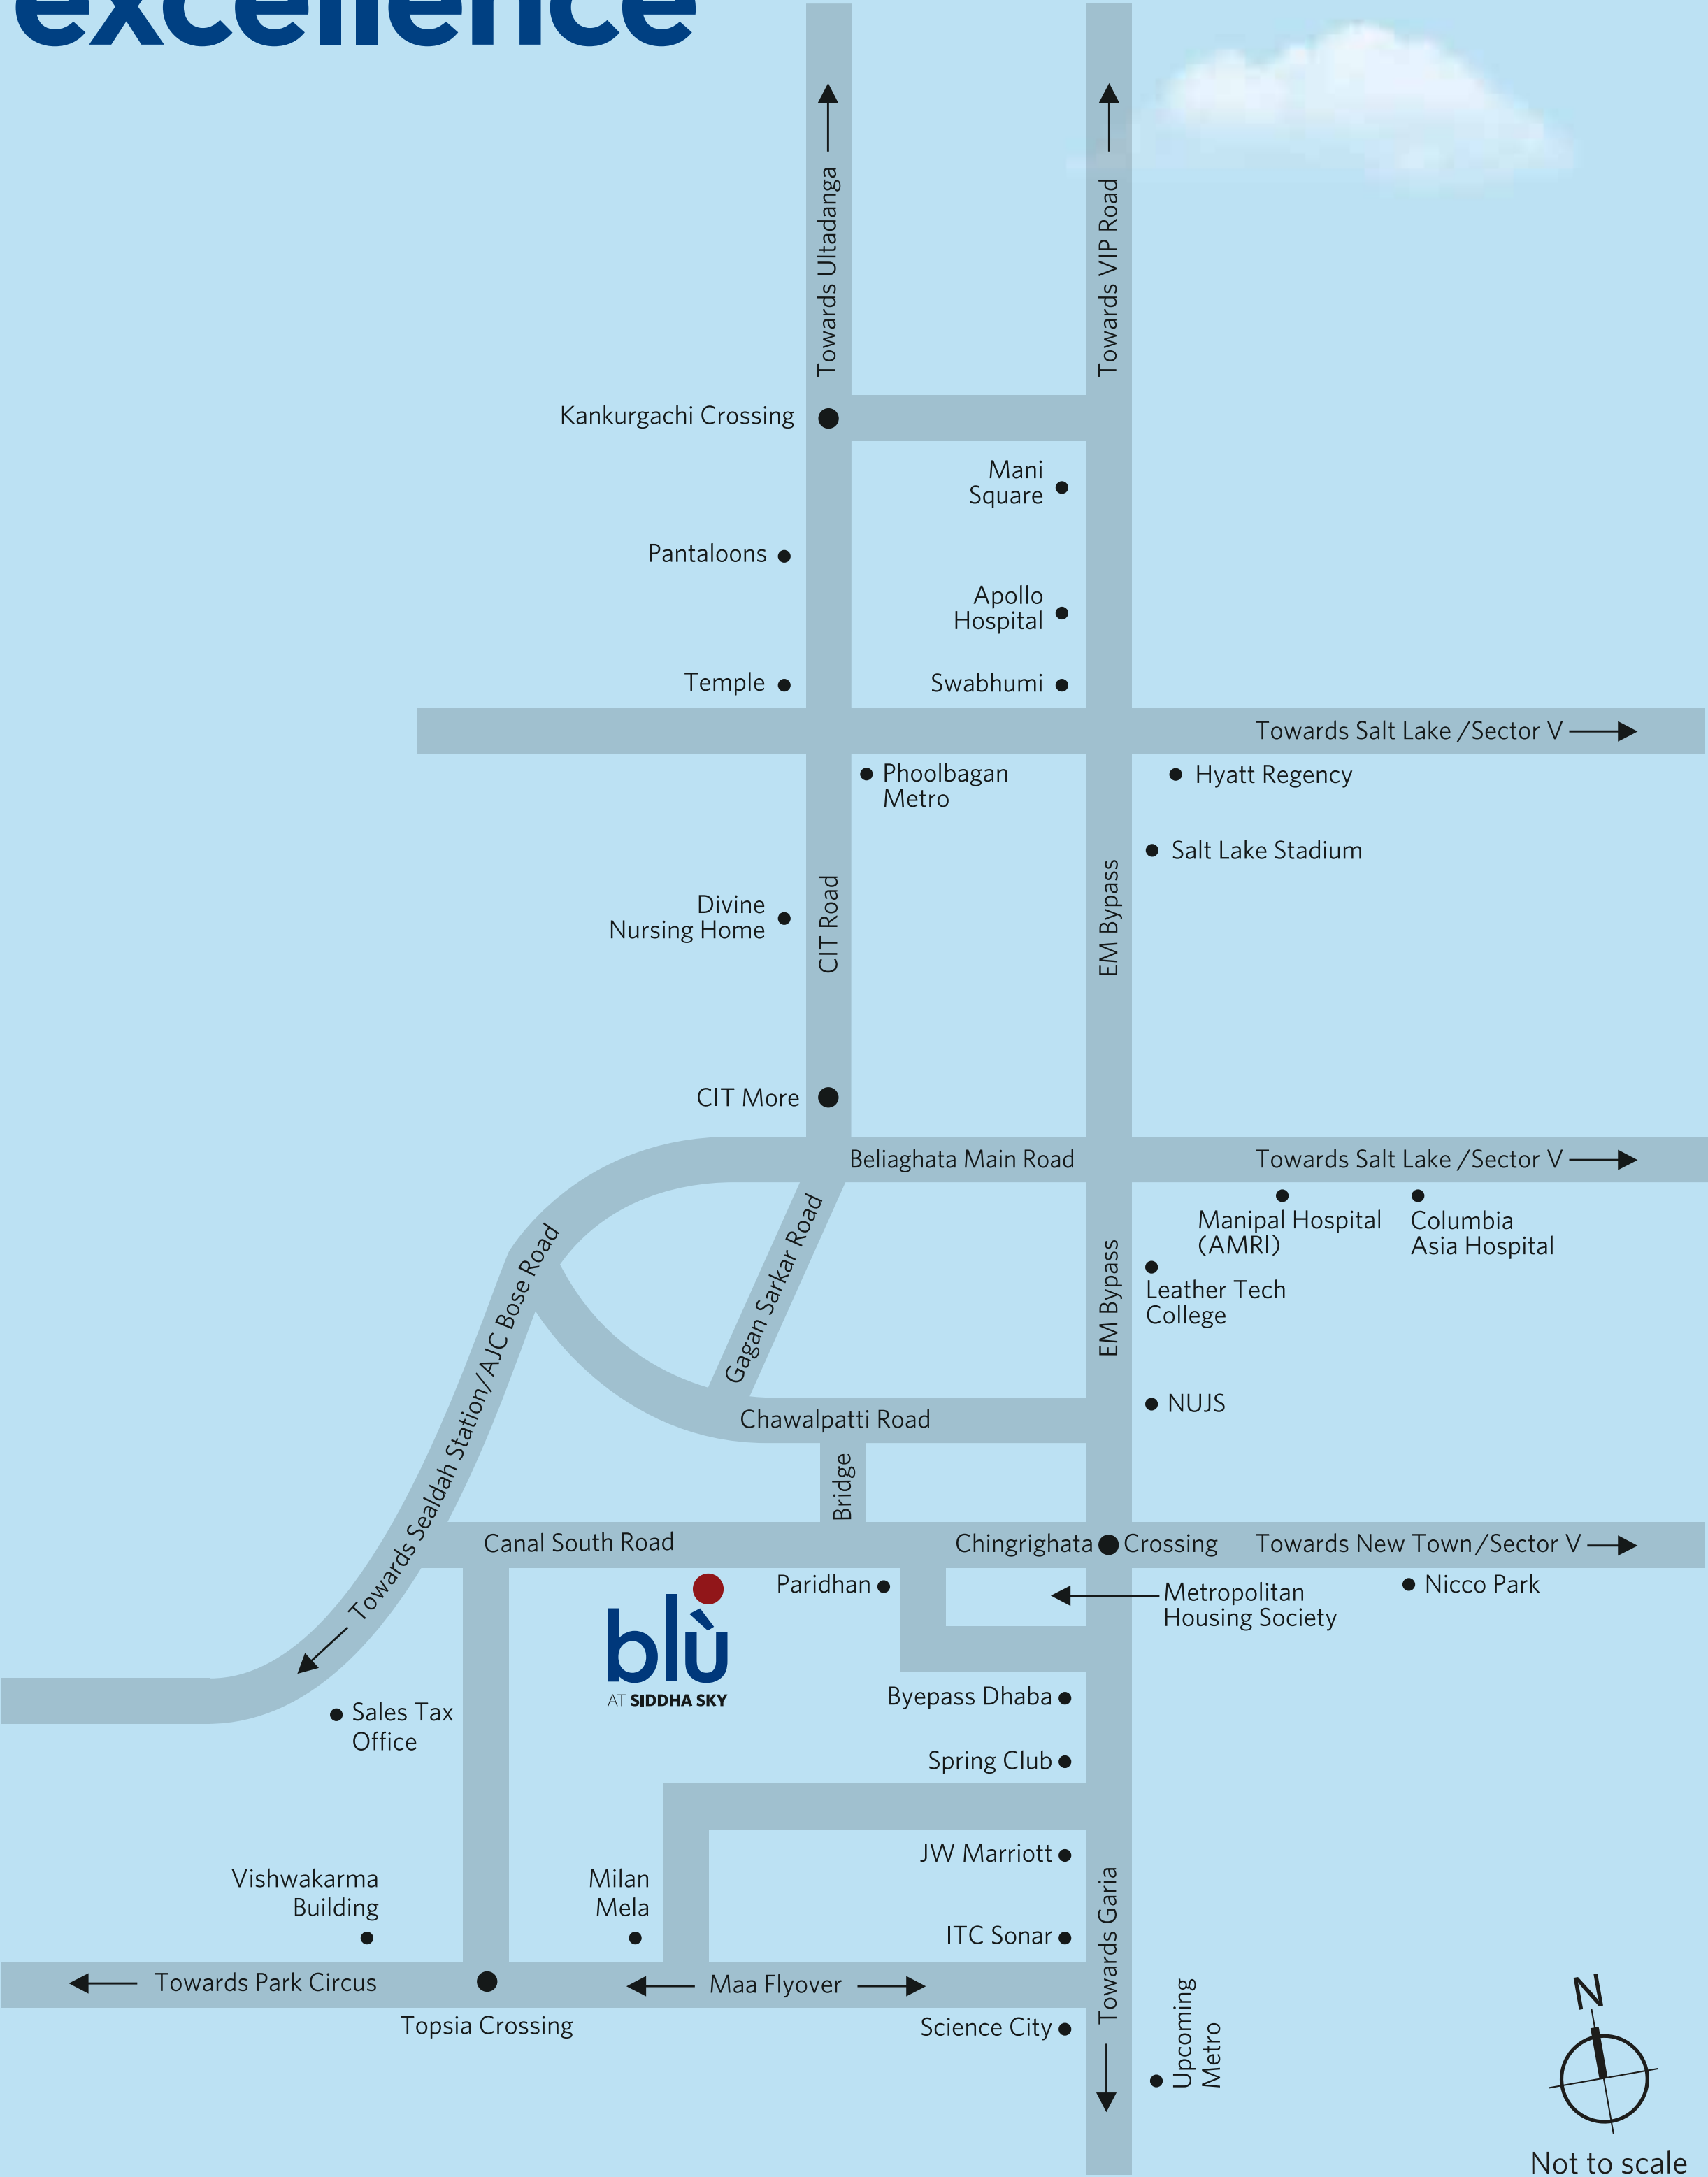 excellence
Towards Ultadanga
Towards VIP Road
Kankurgachi Crossing
Mani
Square
Pantaloons
Apollo
Hospital
Temple
Swabhumi
Towards Salt Lake /Sector V
Phoolbagan
Metro
Hyatt Regency
Salt Lake Stadium
Divine
Nursing Home
CIT Road
EM Bypass
CIT More
Beliaghata Main Road
Towards Salt Lake /Sector V
Manipal Hospital
(AMRI)
Columbia
Asia Hospital
Leather Tech
College
Gagan Sarkar Road
EM Bypass
Towards Sealdah Station/AJC Bose Road
NUJS
Chawalpatti Road
Bridge
Canal South Road
Chingrighata Crossing
Towards New Town/Sector V
Paridhan
Metropolitan
Housing Society
Nicco Park
blù
AT SIDDHA SKY
Byepass Dhaba
Sales Tax
Office
Spring Club
JW Marriott
Vishwakarma
Building
Milan
Mela
ITC Sonar
Towards Garia
Towards Park Circus
Maa Flyover
Topsia Crossing
Science City
Upcoming
Metro
N
Not to scale